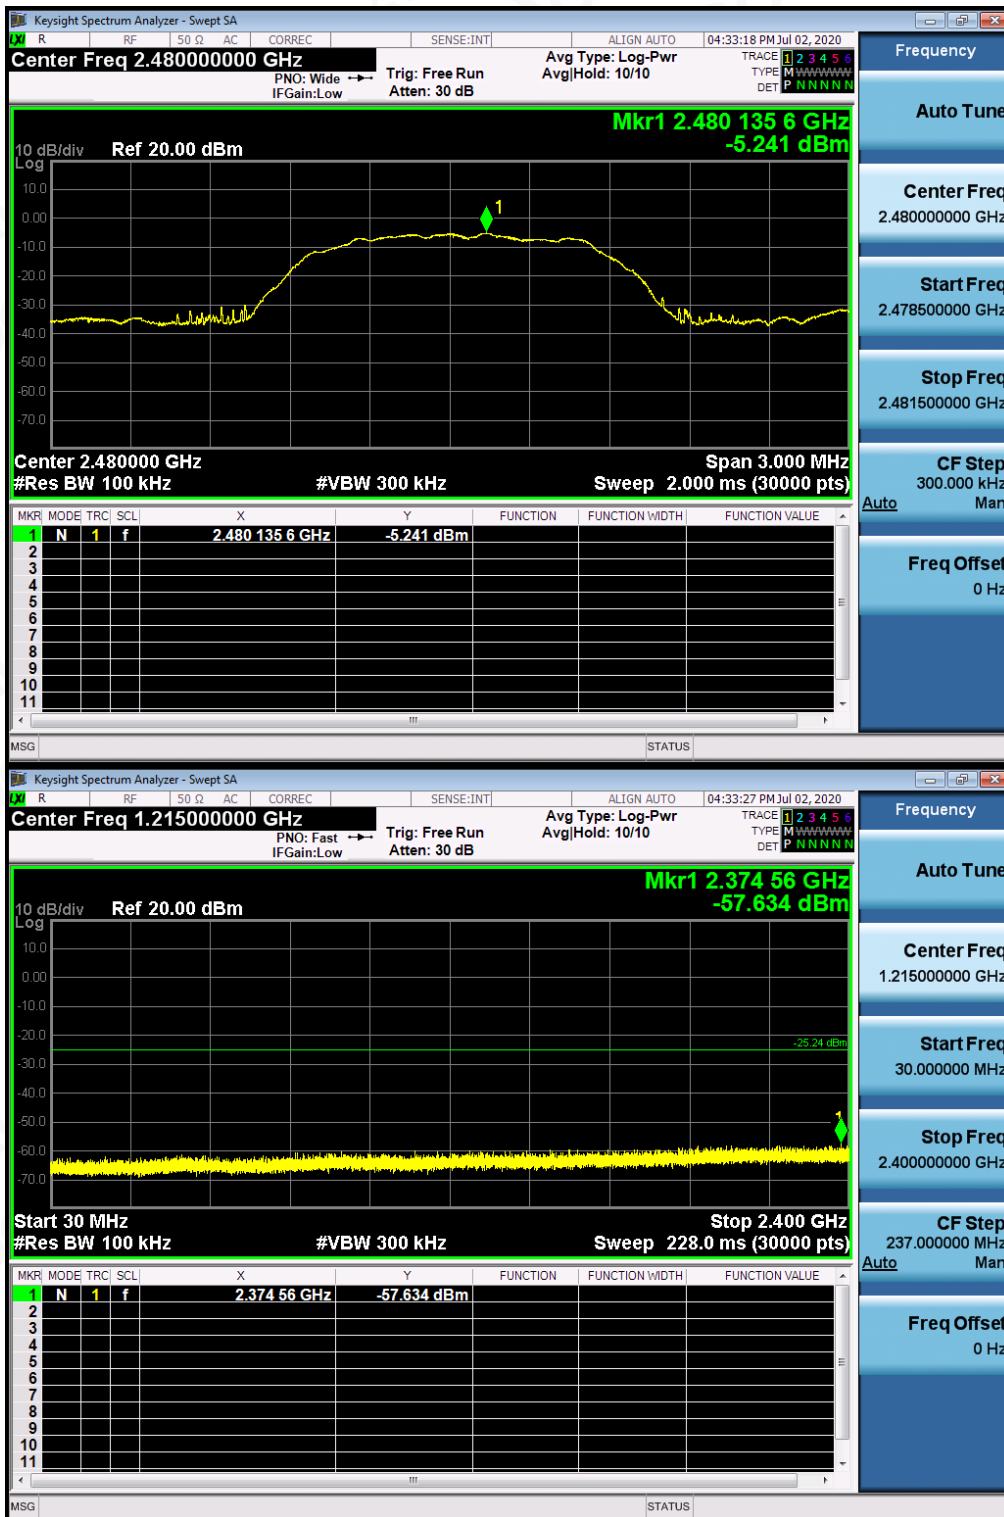 Keysight Spectrum Analyzer - Swept SA
LXI R RF 50 Ω AC CORREC SENSE:INT ALIGN AUTO 04:33:18 PM Jul 02, 2020
Center Freq 2.480000000 GHz
PNO: Wide
IFGain:Low
Trig: Free Run
Atten: 30 dB
Avg Type: Log-Pwr
Avg|Hold: 10/10
TRACE 1 2 3 4 5 6
TYPE M WWWWW
DET P N N N N N
Mkr1 2.480 135 6 GHz
-5.241 dBm
10 dB/div Ref 20.00 dBm
Log
10.0
0.00
-10.0
-20.0
-30.0
-40.0
-50.0
-60.0
-70.0
1
Center 2.480000 GHz Span 3.000 MHz
#Res BW 100 kHz #VBW 300 kHz Sweep 2.000 ms (30000 pts)
MKR MODE TRC SCL X Y FUNCTION FUNCTION WIDTH FUNCTION VALUE
1 N 1 f 2.480 135 6 GHz -5.241 dBm
2
3
4
5
6
7
8
9
10
11
MSG STATUS
Frequency
Auto Tune
Center Freq
2.480000000 GHz
Start Freq
2.478500000 GHz
Stop Freq
2.481500000 GHz
CF Step
300.000 kHz
Auto Man
Freq Offset
0 Hz
Keysight Spectrum Analyzer - Swept SA
LXI R RF 50 Ω AC CORREC SENSE:INT ALIGN AUTO 04:33:27 PM Jul 02, 2020
Center Freq 1.215000000 GHz
PNO: Fast
IFGain:Low
Trig: Free Run
Atten: 30 dB
Avg Type: Log-Pwr
Avg|Hold: 10/10
TRACE 1 2 3 4 5 6
TYPE M WWWWW
DET P N N N N N
Mkr1 2.374 56 GHz
-57.634 dBm
10 dB/div Ref 20.00 dBm
Log
10.0
0.00
-10.0
-20.0
-30.0
-40.0
-50.0
-60.0
-70.0
-25.24 dBm
1
Start 30 MHz Stop 2.400 GHz
#Res BW 100 kHz #VBW 300 kHz Sweep 228.0 ms (30000 pts)
MKR MODE TRC SCL X Y FUNCTION FUNCTION WIDTH FUNCTION VALUE
1 N 1 f 2.374 56 GHz -57.634 dBm
2
3
4
5
6
7
8
9
10
11
MSG STATUS
Frequency
Auto Tune
Center Freq
1.215000000 GHz
Start Freq
30.000000 MHz
Stop Freq
2.400000000 GHz
CF Step
237.000000 MHz
Auto Man
Freq Offset
0 Hz